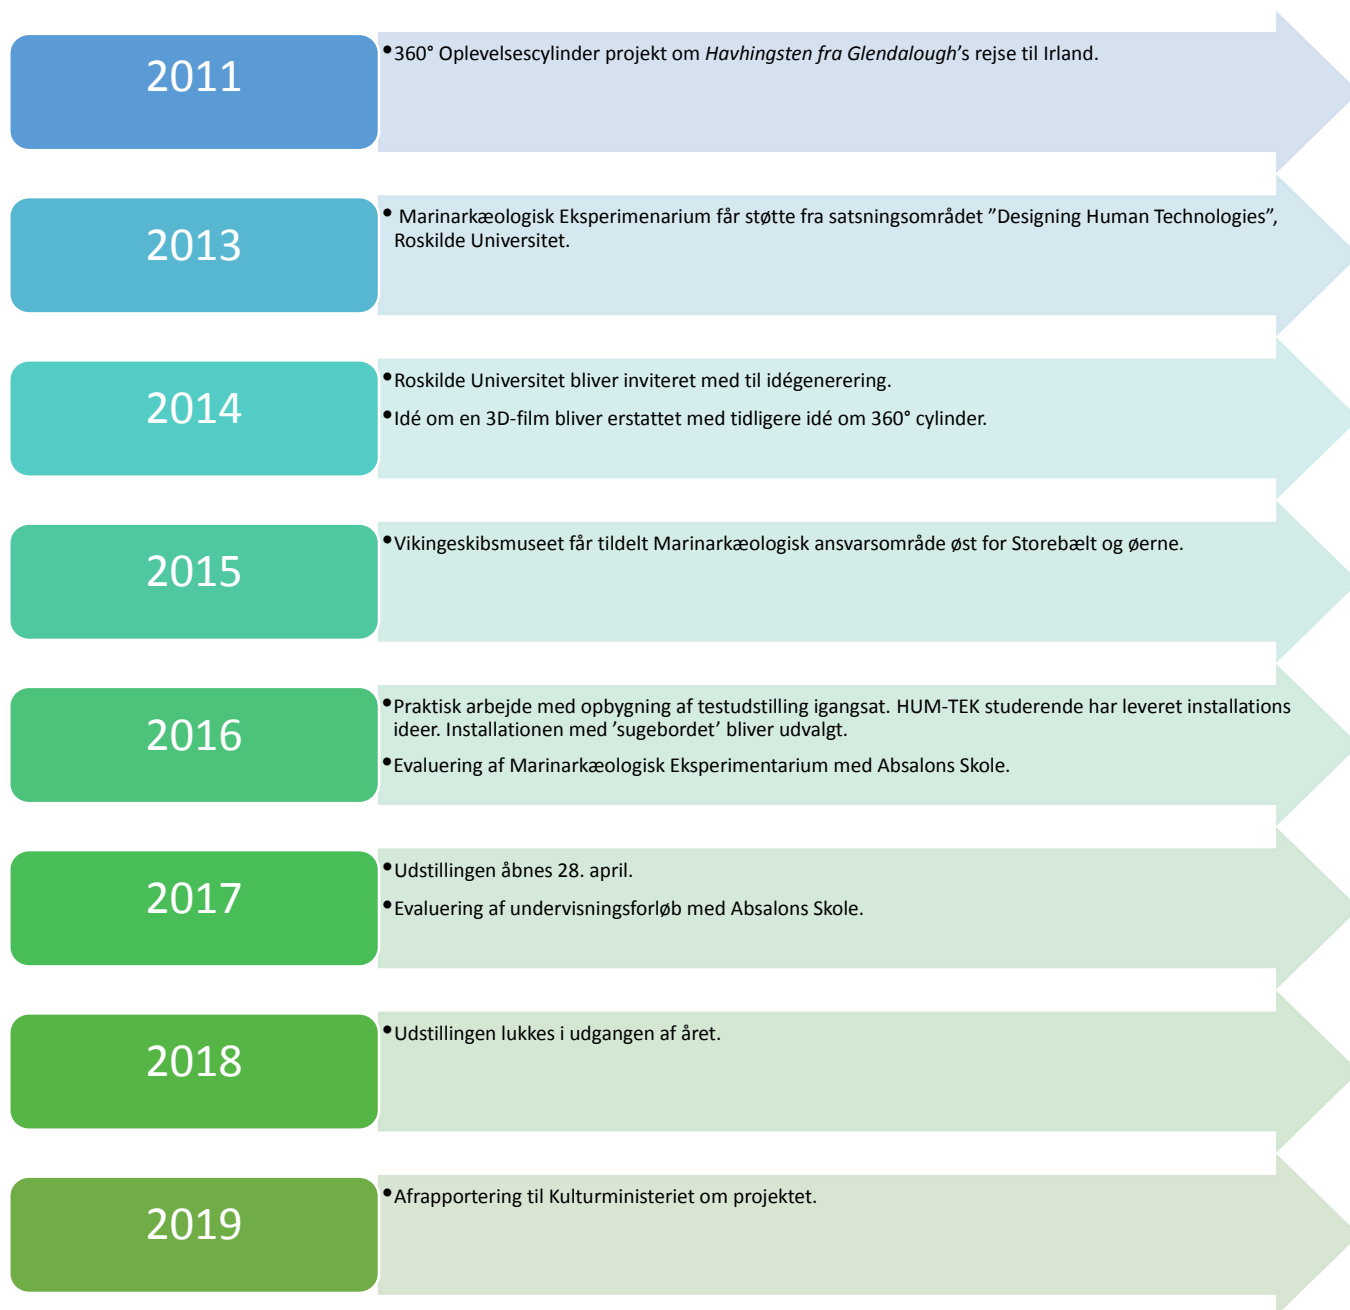 2011
•360° Oplevelsescylinder projekt om Havhingsten fra Glendalough's rejse til Irland.
2013
• Marinarkæologisk Eksperimenarium får støtte fra satsningsområdet ”Designing Human Technologies”,
Roskilde Universitet.
2014
•Roskilde Universitet bliver inviteret med til idégenerering.
•Idé om en 3D-film bliver erstattet med tidligere idé om 360° cylinder.
2015
•Vikingeskibsmuseet får tildelt Marinarkæologisk ansvarsområde øst for Storebælt og øerne.
2016
•Praktisk arbejde med opbygning af testudstilling igangsat. HUM-TEK studerende har leveret installations
ideer. Installationen med ’sugebordet’ bliver udvalgt.
•Evaluering af Marinarkæologisk Eksperimentarium med Absalons Skole.
2017
•Udstillingen åbnes 28. april.
•Evaluering af undervisningsforløb med Absalons Skole.
2018
•Udstillingen lukkes i udgangen af året.
2019
•Afrapportering til Kulturministeriet om projektet.